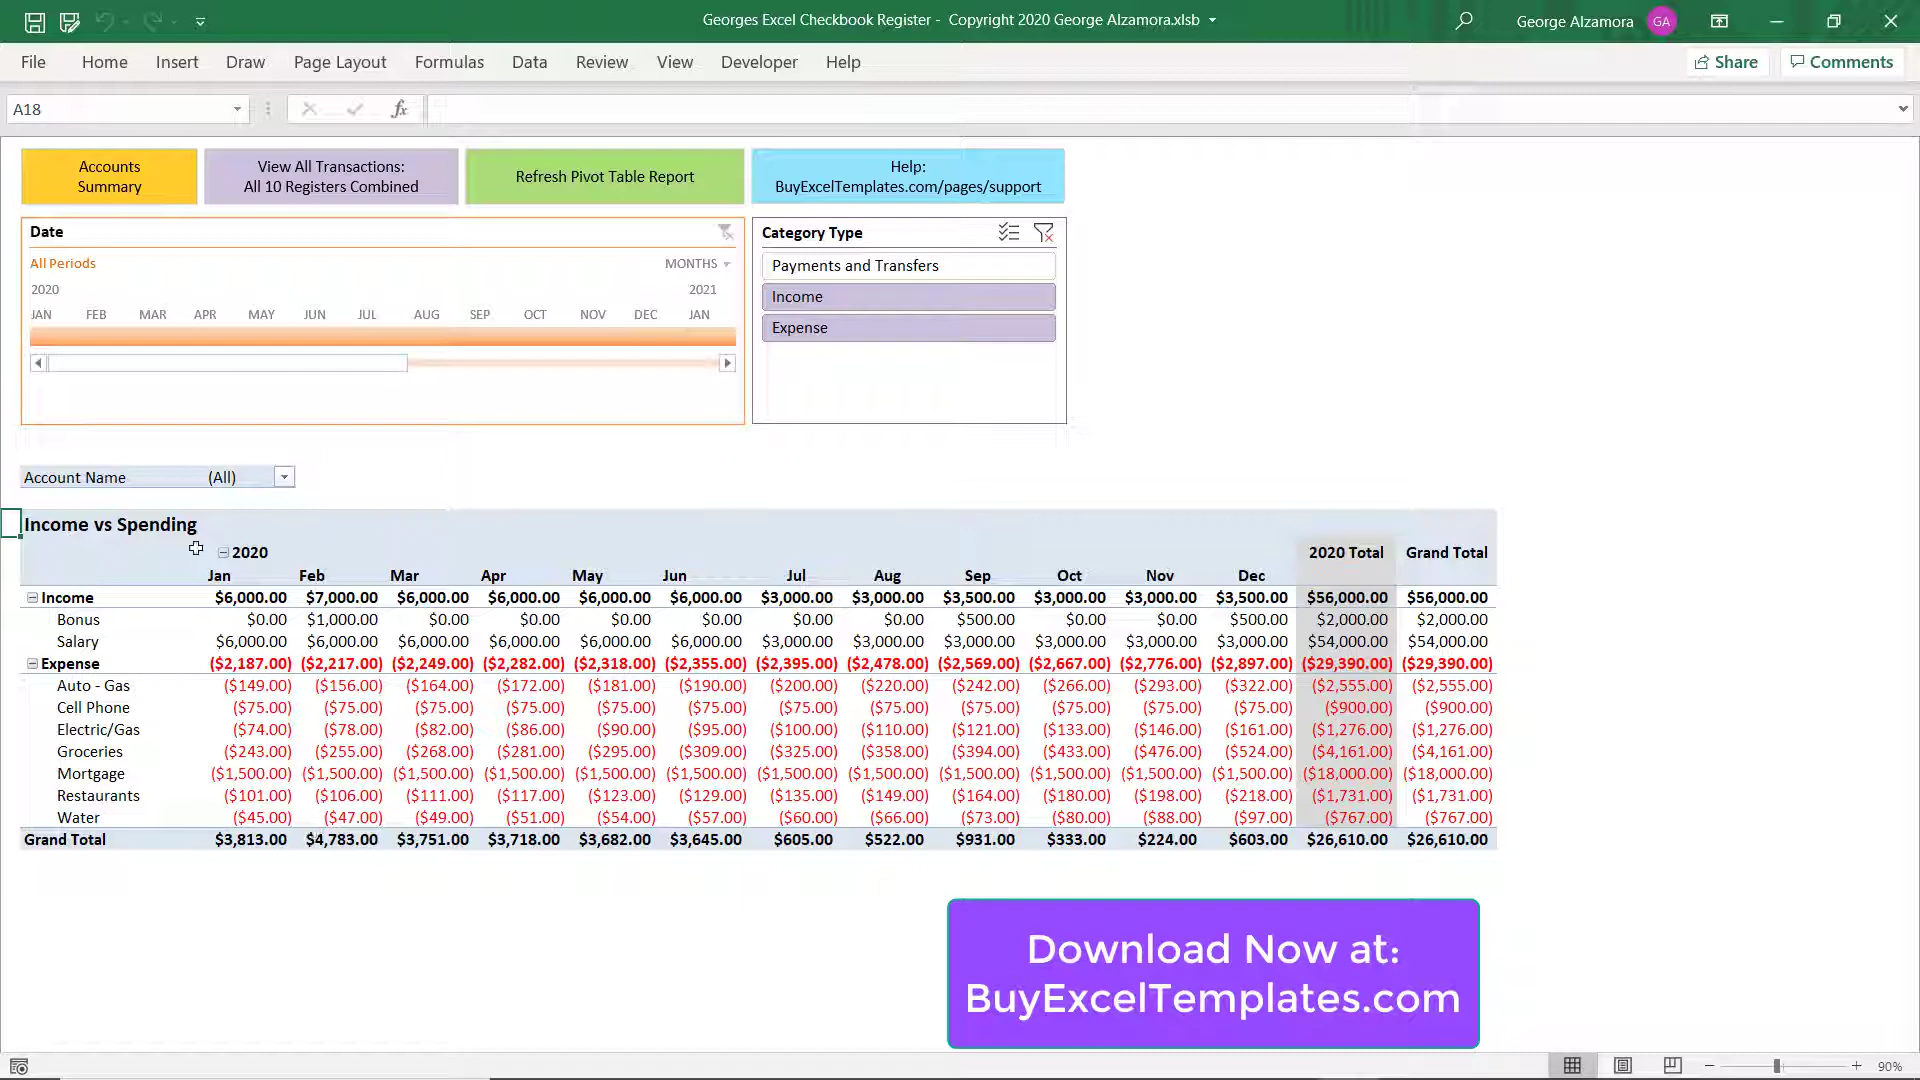 Georges Excel Checkbook Register - Copyright 2020 George Alzamora.xlsb
George Alzamora GA
File Home Insert Draw Page Layout Formulas Data Review View Developer Help Share Comments
A18 fx
Accounts
Summary
View All Transactions:
All 10 Registers Combined
Refresh Pivot Table Report
Help:
BuyExcelTemplates.com/pages/support
Date
All Periods MONTHS
2020 2021
JAN FEB MAR APR MAY JUN JUL AUG SEP OCT NOV DEC JAN
Category Type
Payments and Transfers
Income
Expense
Account Name (All)
Income vs Spending
2020 2020 Total Grand Total
Jan Feb Mar Apr May Jun Jul Aug Sep Oct Nov Dec
Income $6,000.00 $7,000.00 $6,000.00 $6,000.00 $6,000.00 $6,000.00 $3,000.00 $3,000.00 $3,500.00 $3,000.00 $3,000.00 $3,500.00 $56,000.00 $56,000.00
Bonus $0.00 $1,000.00 $0.00 $0.00 $0.00 $0.00 $0.00 $0.00 $500.00 $0.00 $0.00 $500.00 $2,000.00 $2,000.00
Salary $6,000.00 $6,000.00 $6,000.00 $6,000.00 $6,000.00 $6,000.00 $3,000.00 $3,000.00 $3,000.00 $3,000.00 $3,000.00 $3,000.00 $54,000.00 $54,000.00
Expense ($2,187.00) ($2,217.00) ($2,249.00) ($2,282.00) ($2,318.00) ($2,355.00) ($2,395.00) ($2,478.00) ($2,569.00) ($2,667.00) ($2,776.00) ($2,897.00) ($29,390.00) ($29,390.00)
Auto - Gas ($149.00) ($156.00) ($164.00) ($172.00) ($181.00) ($190.00) ($200.00) ($220.00) ($242.00) ($266.00) ($293.00) ($322.00) ($2,555.00) ($2,555.00)
Cell Phone ($75.00) ($75.00) ($75.00) ($75.00) ($75.00) ($75.00) ($75.00) ($75.00) ($75.00) ($75.00) ($75.00) ($75.00) ($900.00) ($900.00)
Electric/Gas ($74.00) ($78.00) ($82.00) ($86.00) ($90.00) ($95.00) ($100.00) ($110.00) ($121.00) ($133.00) ($146.00) ($161.00) ($1,276.00) ($1,276.00)
Groceries ($243.00) ($255.00) ($268.00) ($281.00) ($295.00) ($309.00) ($325.00) ($358.00) ($394.00) ($433.00) ($476.00) ($524.00) ($4,161.00) ($4,161.00)
Mortgage ($1,500.00) ($1,500.00) ($1,500.00) ($1,500.00) ($1,500.00) ($1,500.00) ($1,500.00) ($1,500.00) ($1,500.00) ($1,500.00) ($1,500.00) ($1,500.00) ($18,000.00) ($18,000.00)
Restaurants ($101.00) ($106.00) ($111.00) ($117.00) ($123.00) ($129.00) ($135.00) ($149.00) ($164.00) ($180.00) ($198.00) ($218.00) ($1,731.00) ($1,731.00)
Water ($45.00) ($47.00) ($49.00) ($51.00) ($54.00) ($57.00) ($60.00) ($66.00) ($73.00) ($80.00) ($88.00) ($97.00) ($767.00) ($767.00)
Grand Total $3,813.00 $4,783.00 $3,751.00 $3,718.00 $3,682.00 $3,645.00 $605.00 $522.00 $931.00 $333.00 $224.00 $603.00 $26,610.00 $26,610.00
Download Now at:
BuyExcelTemplates.com
90%